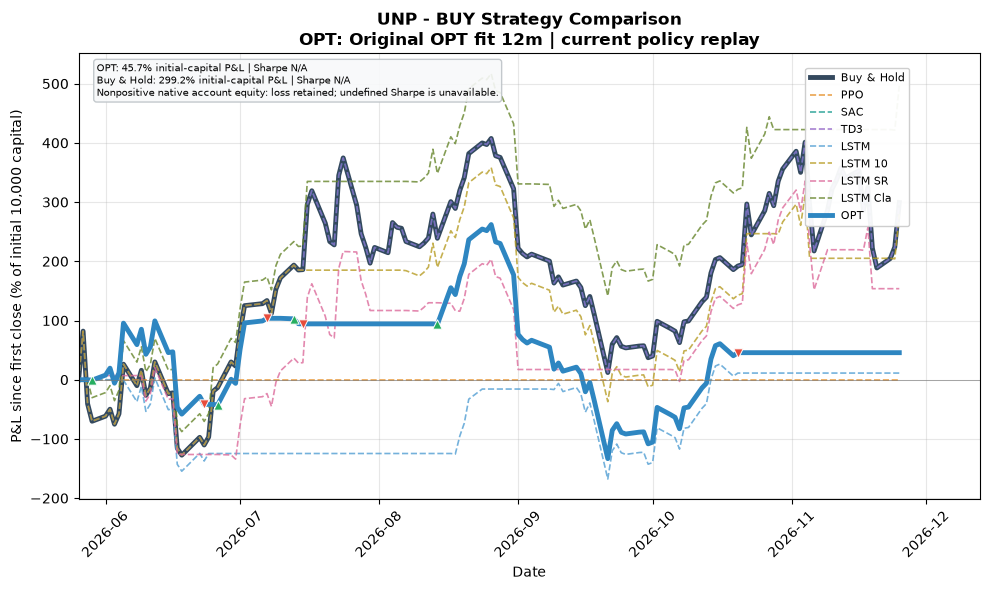 UNP - BUY Strategy Comparison
OPT: Original OPT fit 12m | current policy replay
OPT: 45.7% initial-capital P&L | Sharpe N/A
Buy & Hold: 299.2% initial-capital P&L | Sharpe N/A
Nonpositive native account equity: loss retained; undefined Sharpe is unavailable.
Buy & Hold
PPO
SAC
TD3
LSTM
LSTM 10
LSTM SR
LSTM Cla
OPT
P&L since first close (% of initial 10,000 capital)
500
400
300
200
100
0
−100
−200
2026-06
2026-07
2026-08
2026-09
2026-10
2026-11
2026-12
Date